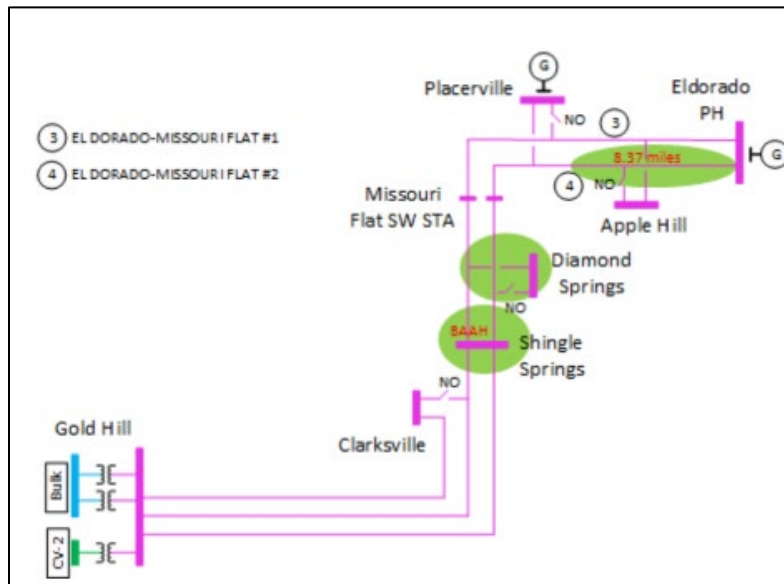 G
Placerville
Eldorado
PH
NO
3
3 EL DORADO-MISSOURI FLAT #1
8.37 miles
G
4 EL DORADO-MISSOURI FLAT #2
4
NO
Missouri
Flat SW STA
Apple Hill
Diamond
Springs
NO
BAAH
Shingle
Springs
NO
Gold Hill
Clarksville
Bulk
CV-2